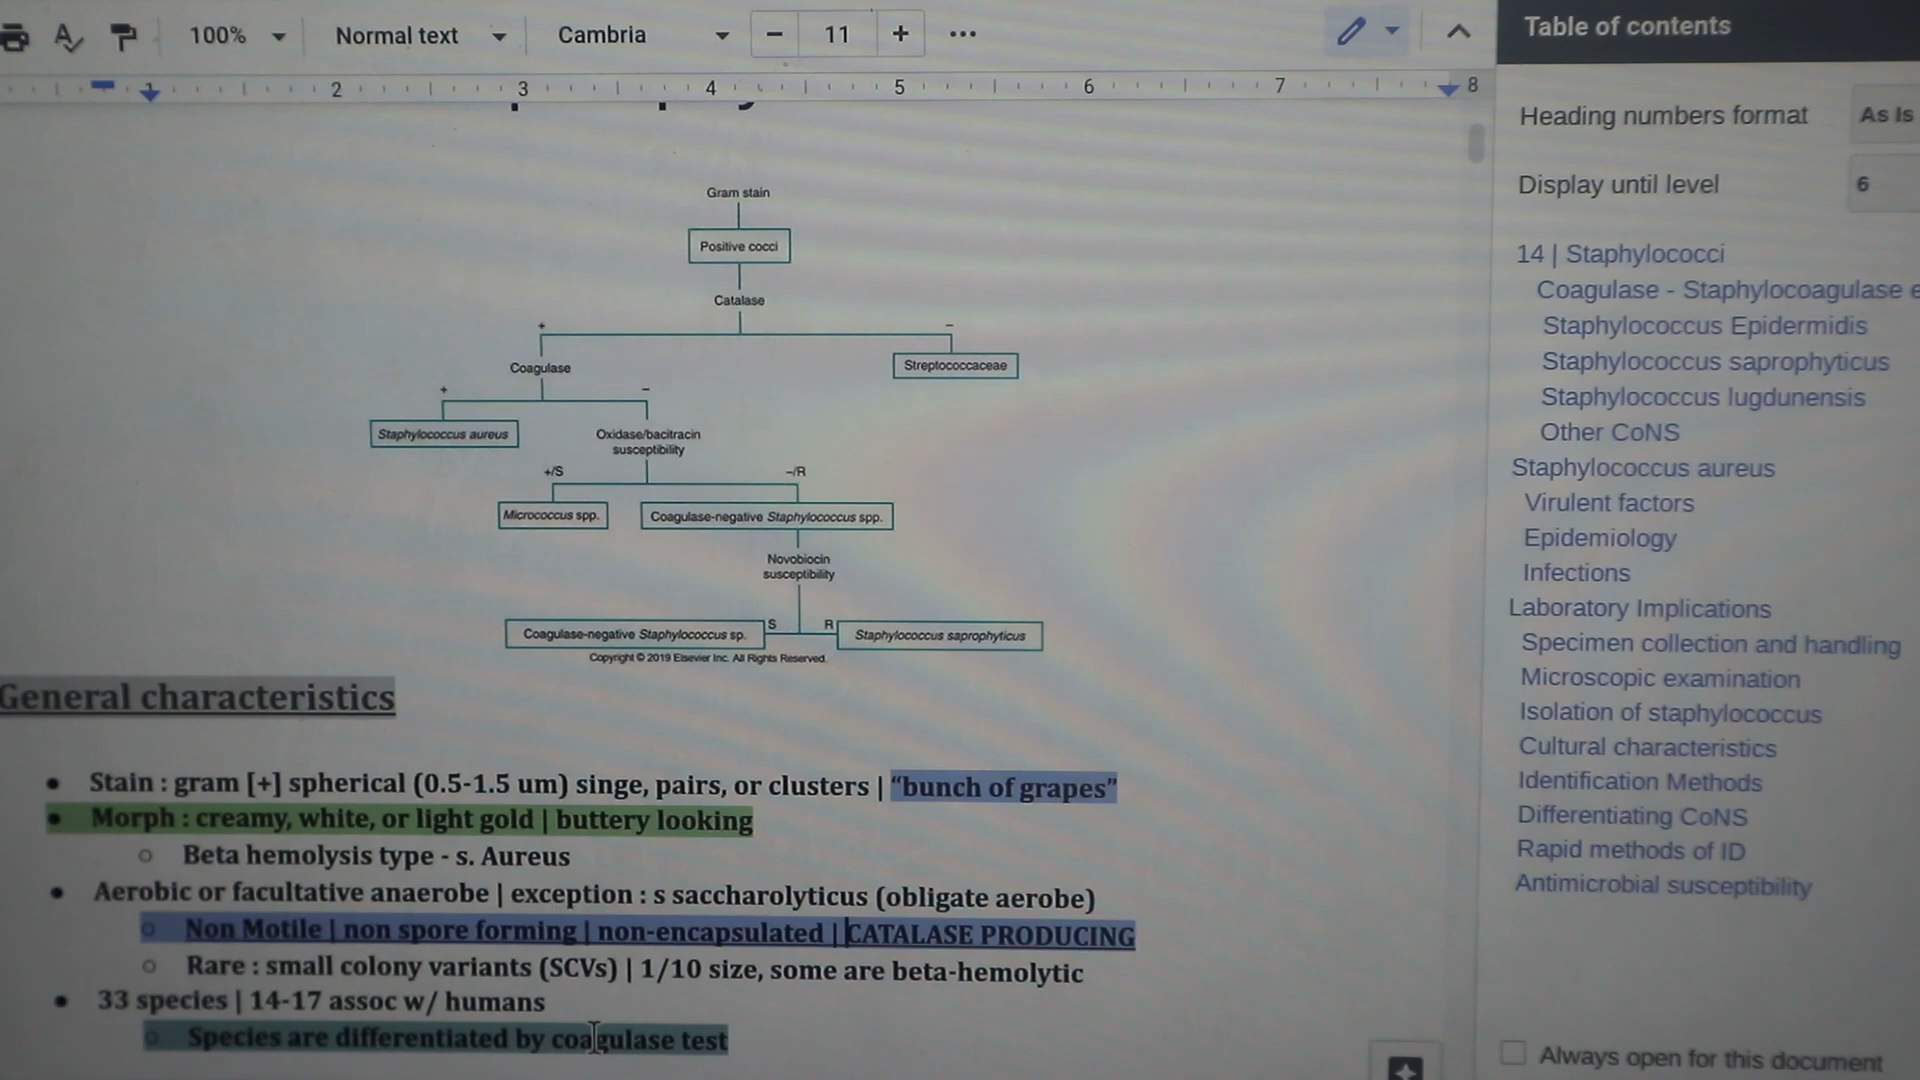 100% Normal text Cambria − 11 + •••
1 2 3 4 5 6 7 8
Gram stain
Positive cocci
Catalase
+ −
Coagulase
Streptococcaceae
+ −
Staphylococcus aureus
Oxidase/bacitracin
susceptibility
+/S −/R
Micrococcus spp.
Coagulase-negative Staphylococcus spp.
Novobiocin
susceptibility
Coagulase-negative Staphylococcus sp. S R Staphylococcus saprophyticus
Copyright © 2019 Elsevier Inc. All Rights Reserved.
General characteristics
● Stain : gram [+] spherical (0.5-1.5 um) singe, pairs, or clusters | “bunch of grapes”
● Morph : creamy, white, or light gold | buttery looking
○ Beta hemolysis type - s. Aureus
● Aerobic or facultative anaerobe | exception : s saccharolyticus (obligate aerobe)
○ Non Motile | non spore forming | non-encapsulated | CATALASE PRODUCING
○ Rare : small colony variants (SCVs) | 1/10 size, some are beta-hemolytic
● 33 species | 14-17 assoc w/ humans
○ Species are differentiated by coagulase test
Table of contents
Heading numbers format As Is
Display until level 6
14 | Staphylococci
Coagulase - Staphylocoagulase e
Staphylococcus Epidermidis
Staphylococcus saprophyticus
Staphylococcus lugdunensis
Other CoNS
Staphylococcus aureus
Virulent factors
Epidemiology
Infections
Laboratory Implications
Specimen collection and handling
Microscopic examination
Isolation of staphylococcus
Cultural characteristics
Identification Methods
Differentiating CoNS
Rapid methods of ID
Antimicrobial susceptibility
Always open for this document